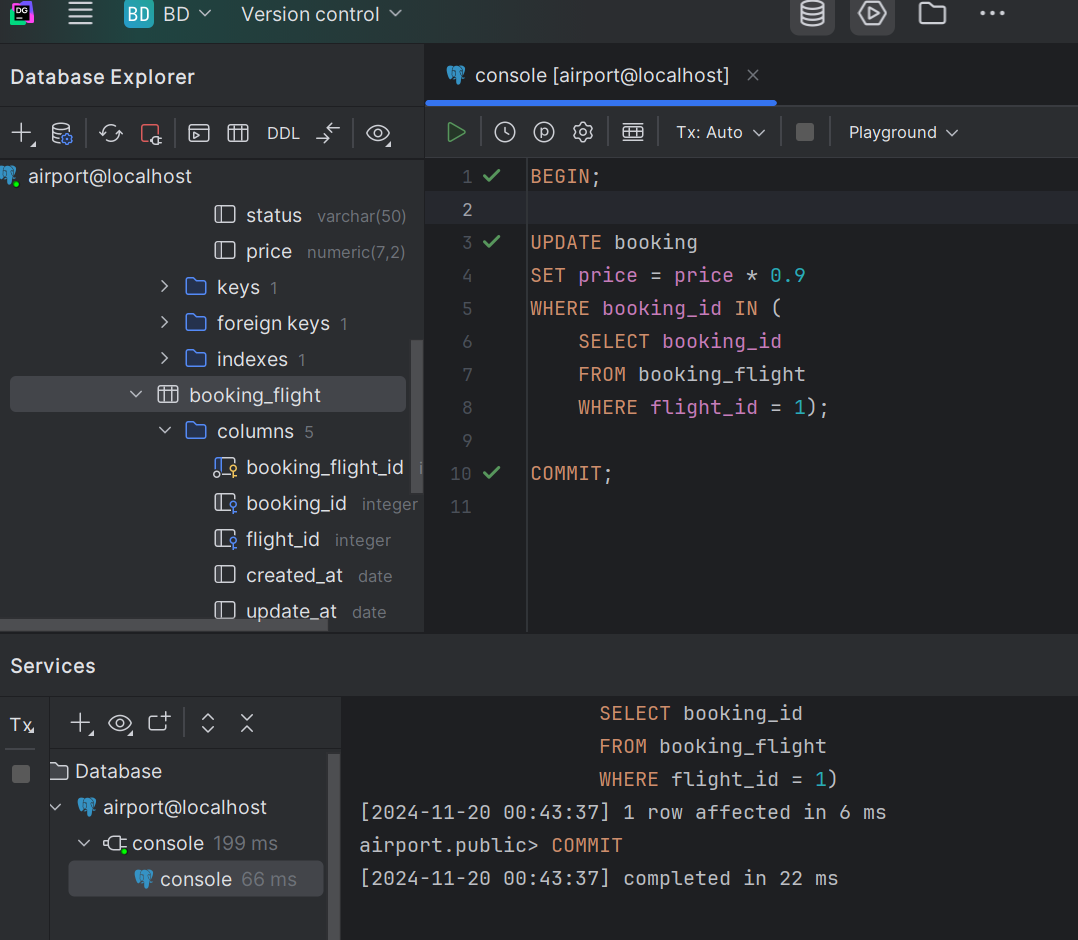 DG
BD BD Version control
Database Explorer
console [airport@localhost]
DDL
Tx: Auto
Playground
airport@localhost
status varchar(50)
price numeric(7,2)
keys 1
foreign keys 1
indexes 1
booking_flight
columns 5
booking_flight_id i
booking_id integer
flight_id integer
created_at date
update_at date
1 BEGIN;
2
3 UPDATE booking
4 SET price = price * 0.9
5 WHERE booking_id IN (
6 SELECT booking_id
7 FROM booking_flight
8 WHERE flight_id = 1);
9
10 COMMIT;
11
Services
Tx
Database
airport@localhost
console 199 ms
console 66 ms
SELECT booking_id
FROM booking_flight
WHERE flight_id = 1)
[2024-11-20 00:43:37] 1 row affected in 6 ms
airport.public> COMMIT
[2024-11-20 00:43:37] completed in 22 ms